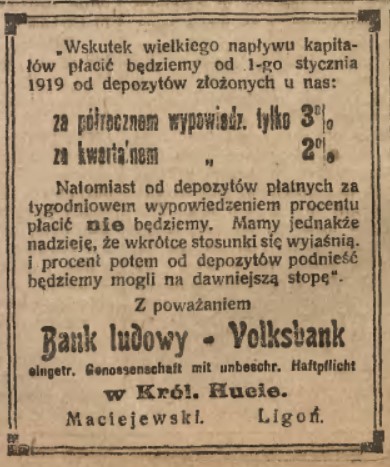 „Wskutek wielkiego napływu kapita-
łów płacić będziemy od 1-go stycznia
1919 od depozytów złożonych u nas:
za półrocznem wypowiedz. tylko 3%
za kwartalnem „ 2%
Natomiast od depozytów płatnych za
tygodniowem wypowiedzeniem procentu
płacić nie będziemy. Mamy jednakże
nadzieję, że wkrótce stosunki się wyjaśnią.
i procent potem od depozytów podnieść
będziemy mogli na dawniejszą stopę“.
Z poważaniem
Bank ludowy - Volksbank
eingetr. Genossenschaft mit unbeschr. Haftpflicht
w Król. Hucie.
Maciejewski. Ligoń.